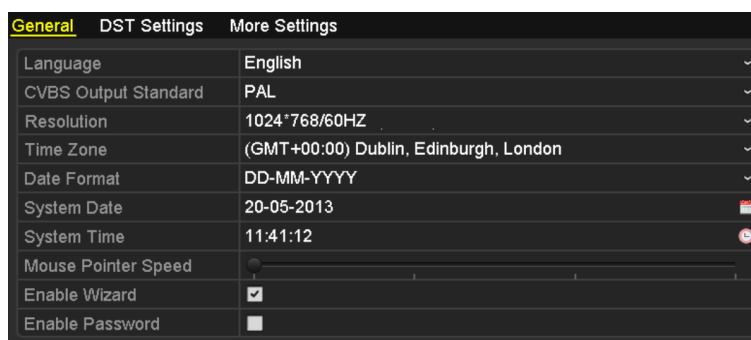 General DST Settings More Settings
Language English
CVBS Output Standard PAL
Resolution 1024*768/60HZ
Time Zone (GMT+00:00) Dublin, Edinburgh, London
Date Format DD-MM-YYYY
System Date 20-05-2013
System Time 11:41:12
Mouse Pointer Speed
Enable Wizard
Enable Password